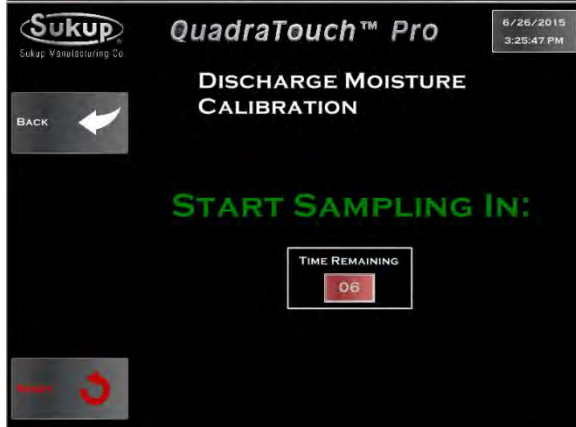 Sukup
Sukup Manufacturing Co.
QuadraTouch™ Pro
6/26/2015
3:25:47 PM
DISCHARGE MOISTURE
CALIBRATION
BACK
START SAMPLING IN:
TIME REMAINING
06
RESET